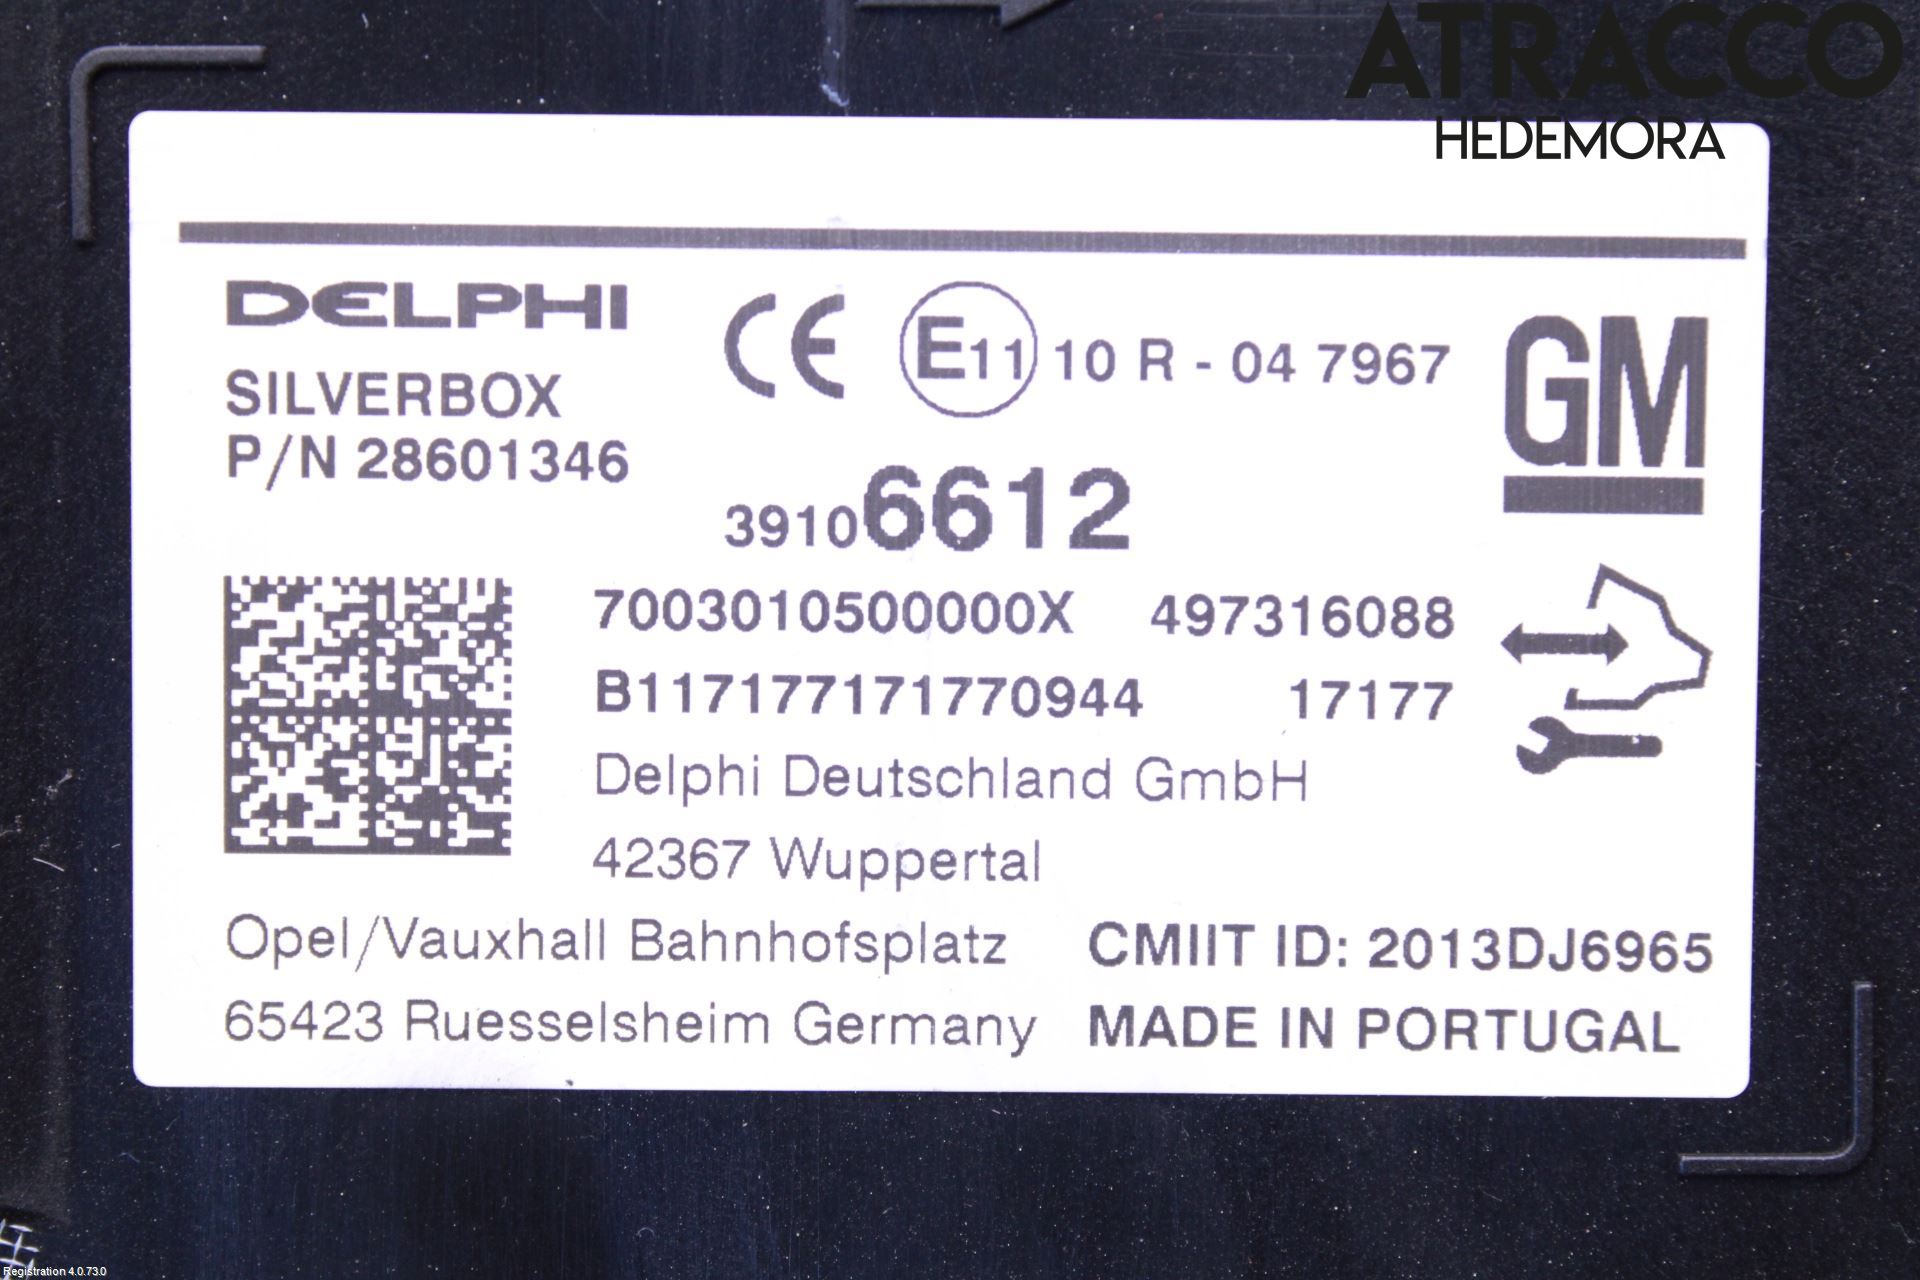 ATRACCO
HEDEMORA
DELPHI
SILVERBOX
P/N 28601346
CE E11 10 R - 04 7967
GM
39106612
7003010500000X 497316088
B117177171770944 17177
Delphi Deutschland GmbH
42367 Wuppertal
Opel/Vauxhall Bahnhofsplatz
65423 Ruesselsheim Germany
CMIIT ID: 2013DJ6965
MADE IN PORTUGAL
Registration 4.0.73.0